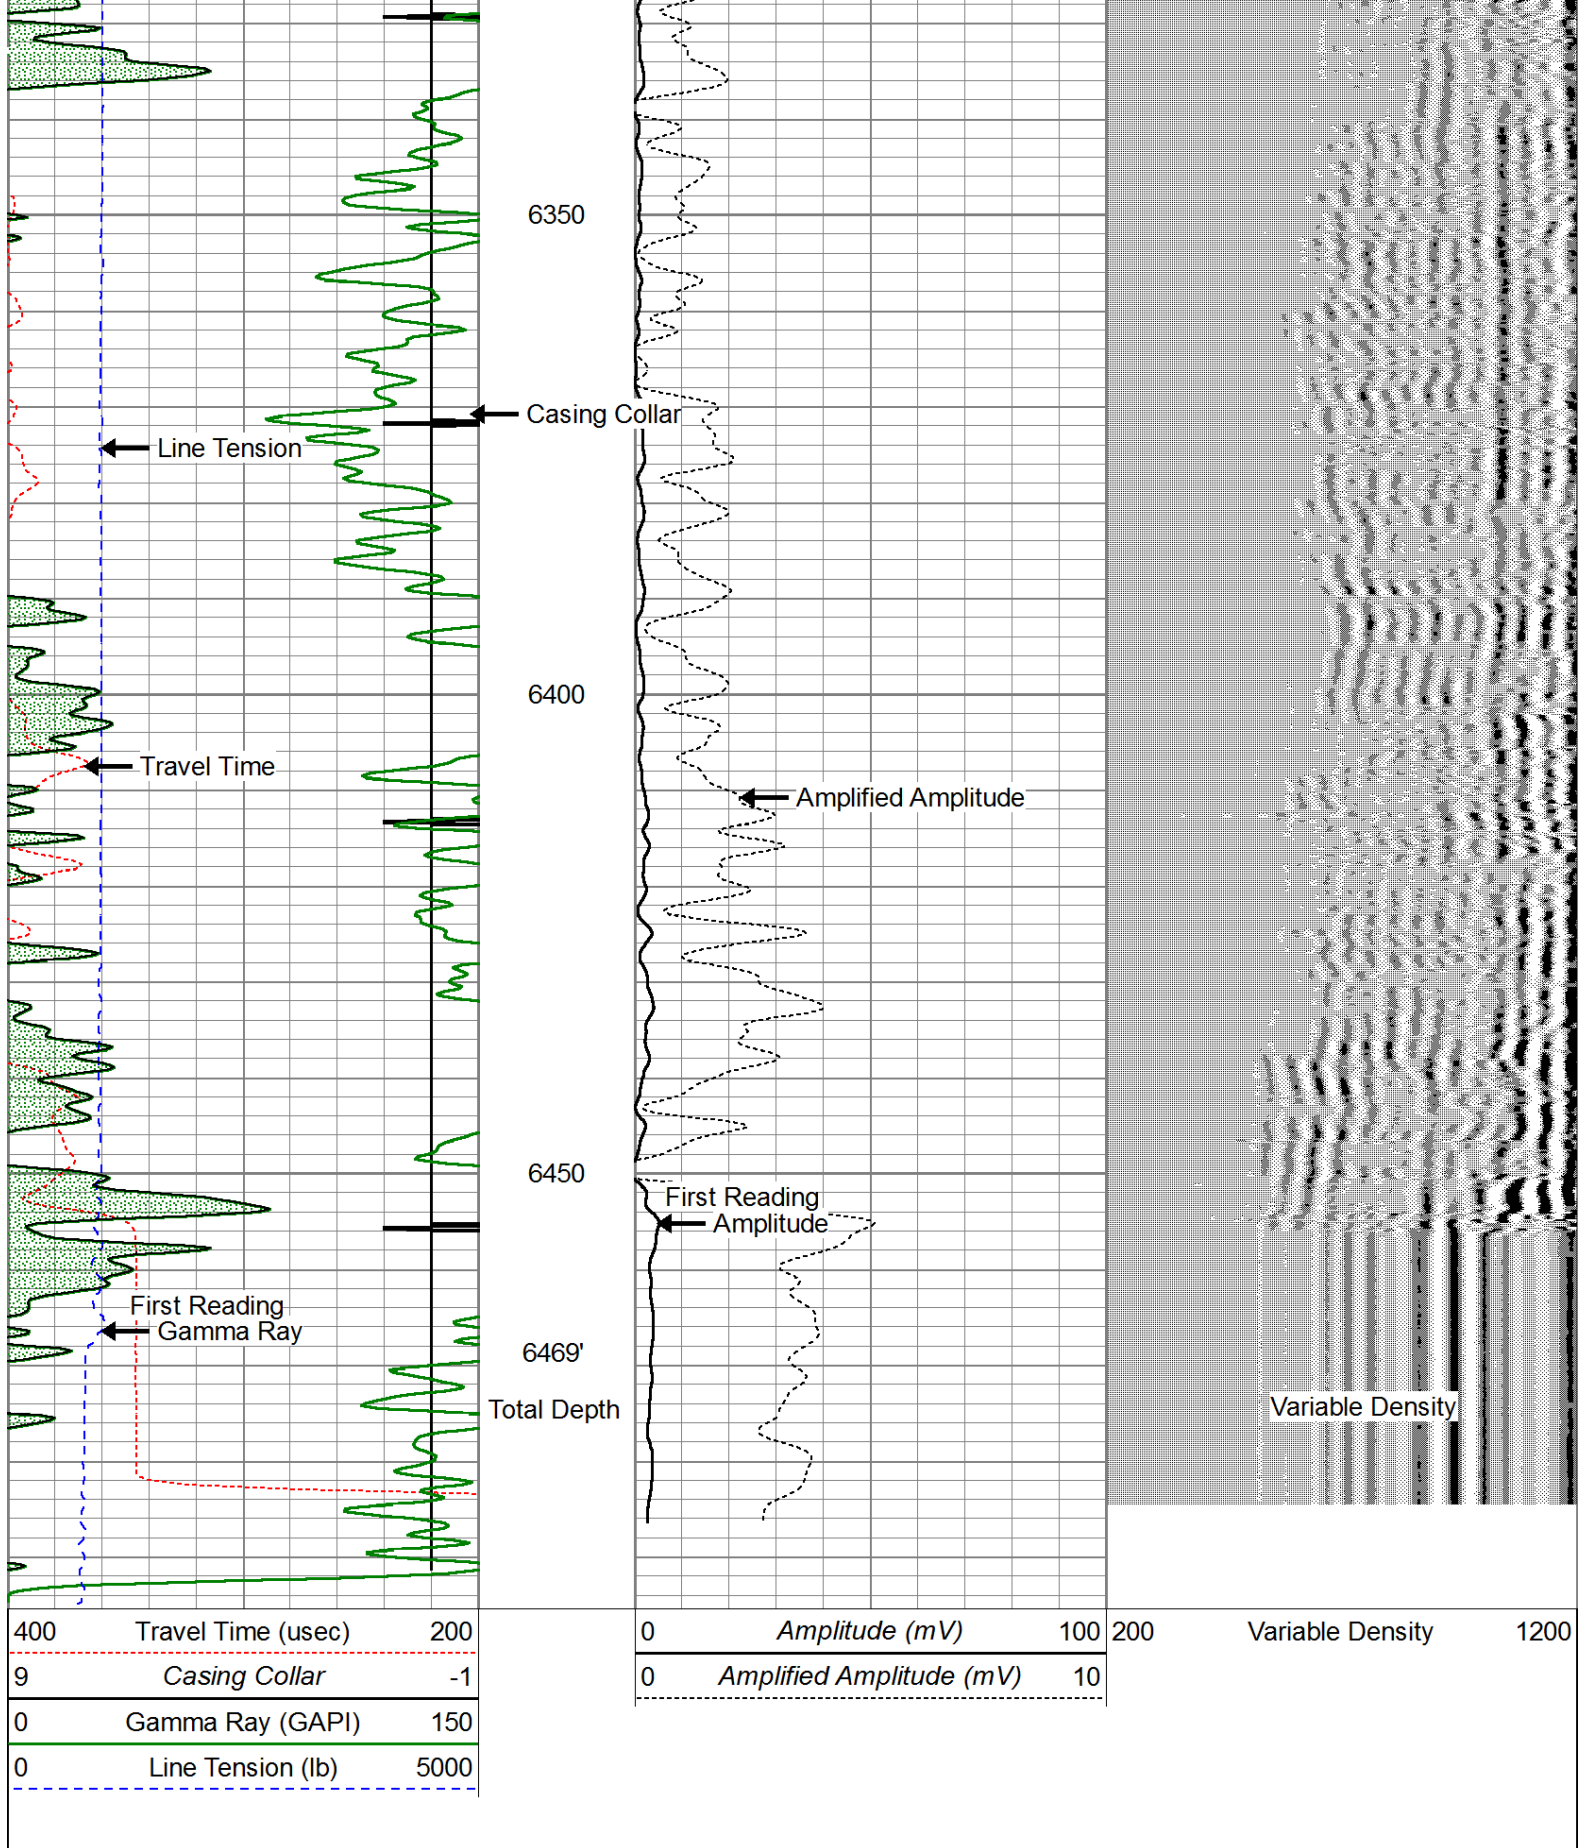 6350
Casing Collar
Line Tension
6400
Travel Time
Amplified Amplitude
6450
First Reading
Amplitude
First Reading
Gamma Ray
6469'
Total Depth
Variable Density
400 Travel Time (usec) 200
9 Casing Collar -1
0 Gamma Ray (GAPI) 150
0 Line Tension (lb) 5000
0 Amplitude (mV) 100
0 Amplified Amplitude (mV) 10
200 Variable Density 1200